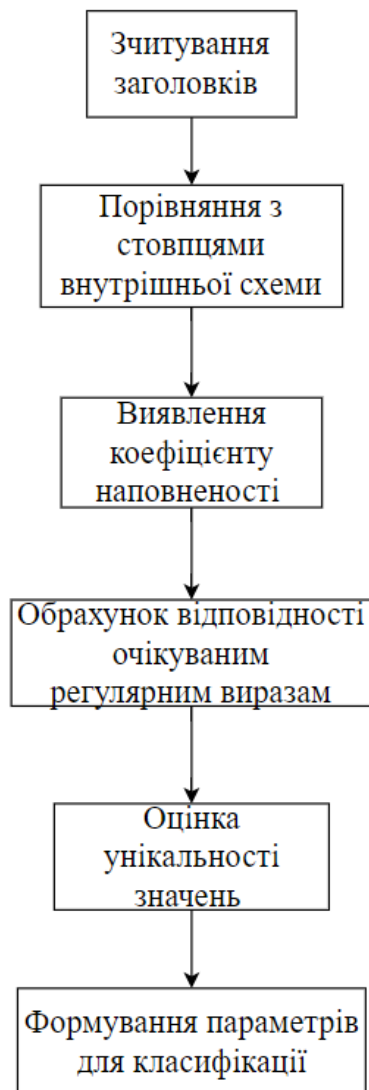 Зчитування
заголовків
Порівняння з
стовпцями
внутрішньої схеми
Виявлення
коефіцієнту
наповненості
Обрахунок відповідності
очікуваним
регулярним виразам
Оцінка
унікальності
значень
Формування параметрів
для класифікації